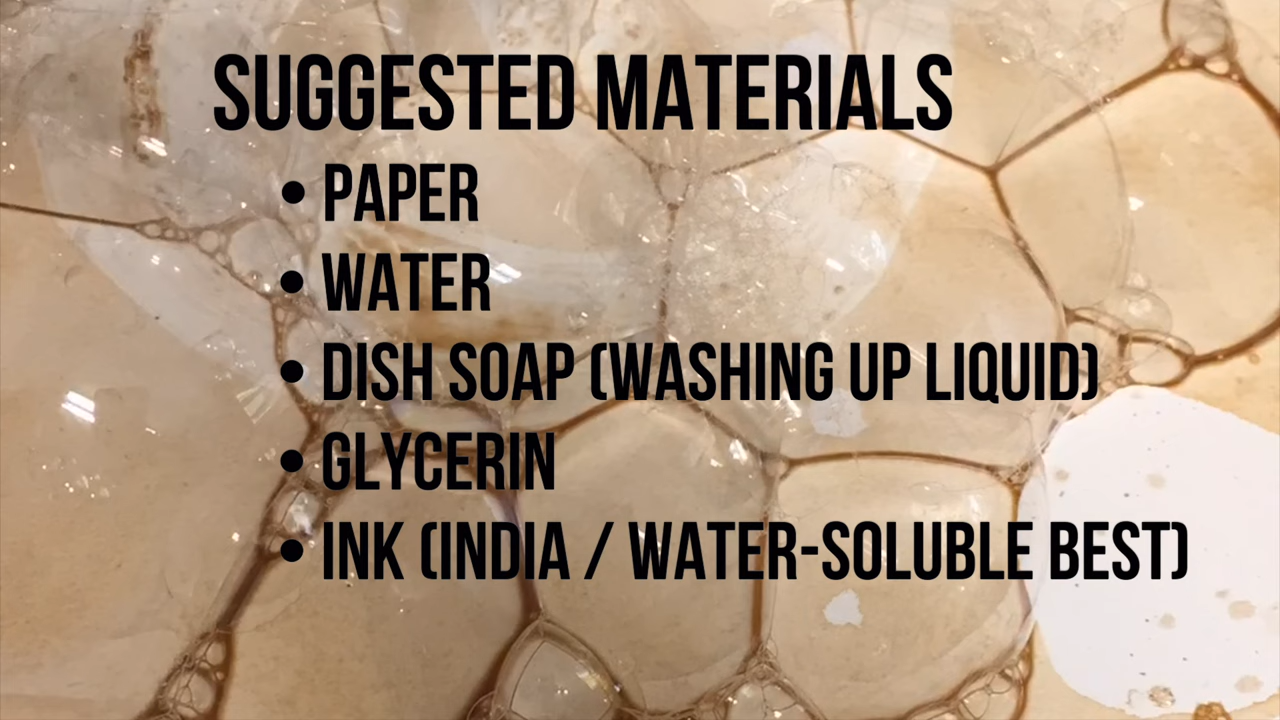 SUGGESTED MATERIALS
• PAPER
• WATER
• DISH SOAP (WASHING UP LIQUID)
• GLYCERIN
• INK (INDIA / WATER-SOLUBLE BEST)